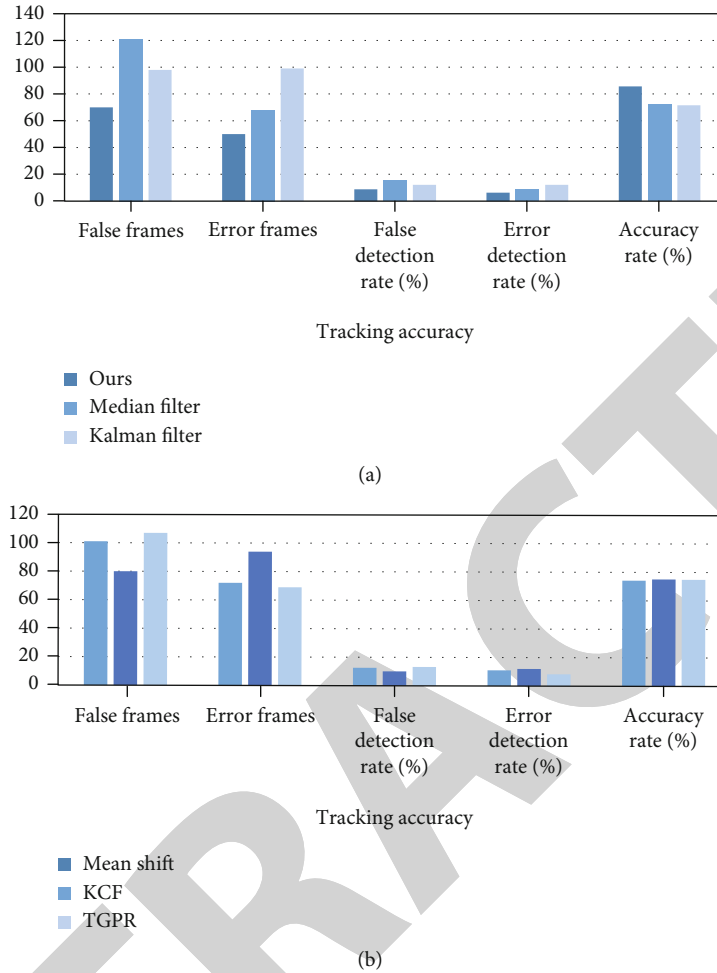 140
120
100
80
60
40
20
0
False frames
Error frames
False
detection
rate (%)
Error
detection
rate (%)
Accuracy
rate (%)
Tracking accuracy
Ours
Median filter
Kalman filter
(a)
120
100
80
60
40
20
0
False frames
Error frames
False
detection
rate (%)
Error
detection
rate (%)
Accuracy
rate (%)
Tracking accuracy
Mean shift
KCF
TGPR
(b)
TRACT